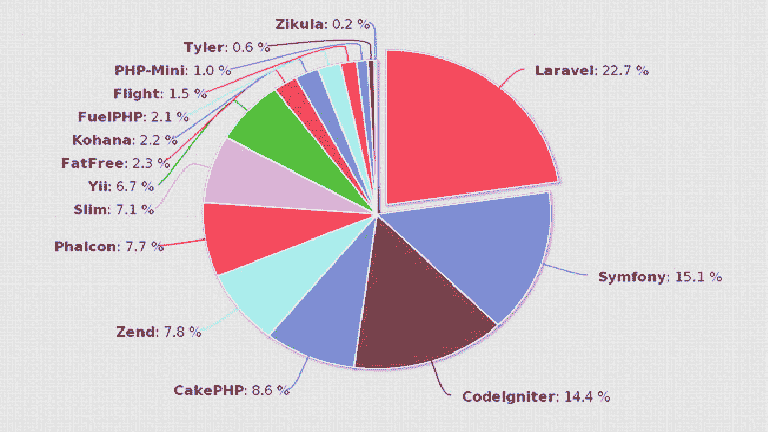 Zikula: 0.2 %
Tyler: 0.6 %
PHP-Mini: 1.0 %
Laravel: 22.7 %
Flight: 1.5 %
FuelPHP: 2.1 %
Kohana: 2.2 %
FatFree: 2.3 %
Yii: 6.7 %
Slim: 7.1 %
Phalcon: 7.7 %
Symfony: 15.1 %
Zend: 7.8 %
CakePHP: 8.6 %
CodeIgniter: 14.4 %